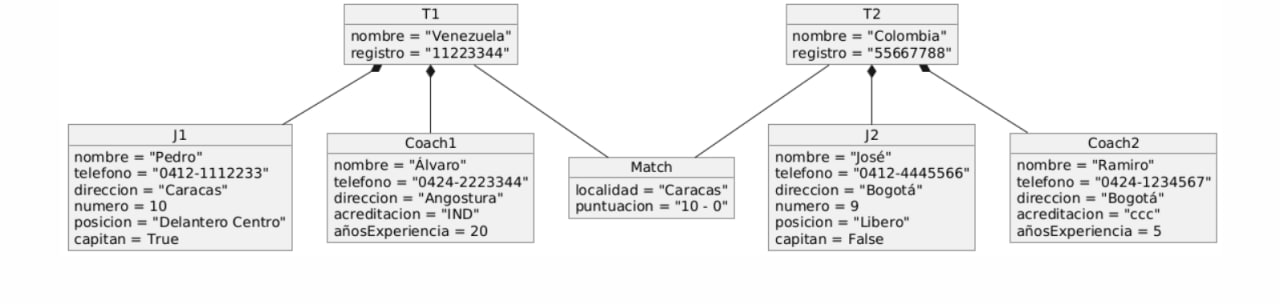 T1
nombre = "Venezuela"
registro = "11223344"
T2
nombre = "Colombia"
registro = "55667788"
J1
nombre = "Pedro"
telefono = "0412-1112233"
direccion = "Caracas"
numero = 10
posicion = "Delantero Centro"
capitan = True
Coach1
nombre = "Álvaro"
telefono = "0424-2223344"
direccion = "Angostura"
acreditacion = "IND"
añosExperiencia = 20
Match
localidad = "Caracas"
puntuacion = "10 - 0"
J2
nombre = "José"
telefono = "0412-4445566"
direccion = "Bogotá"
numero = 9
posicion = "Libero"
capitan = False
Coach2
nombre = "Ramiro"
telefono = "0424-1234567"
direccion = "Bogotá"
acreditacion = "ccc"
añosExperiencia = 5